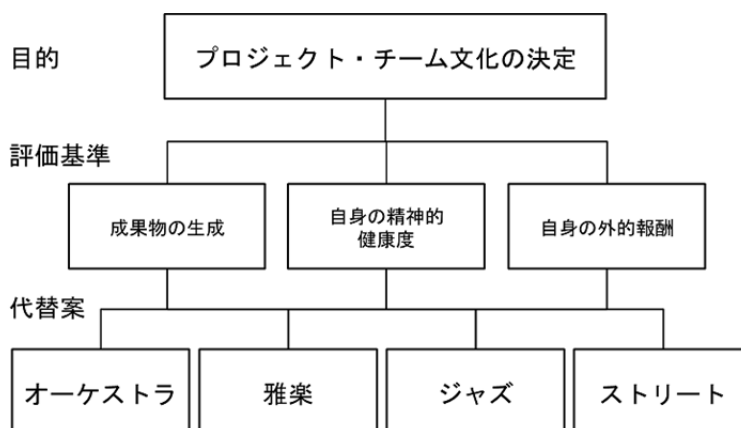 目的
プロジェクト・チーム文化の決定
評価基準
成果物の生成
自身の精神的
健康度
自身の外的報酬
代替案
オーケストラ
雅楽
ジャズ
ストリート